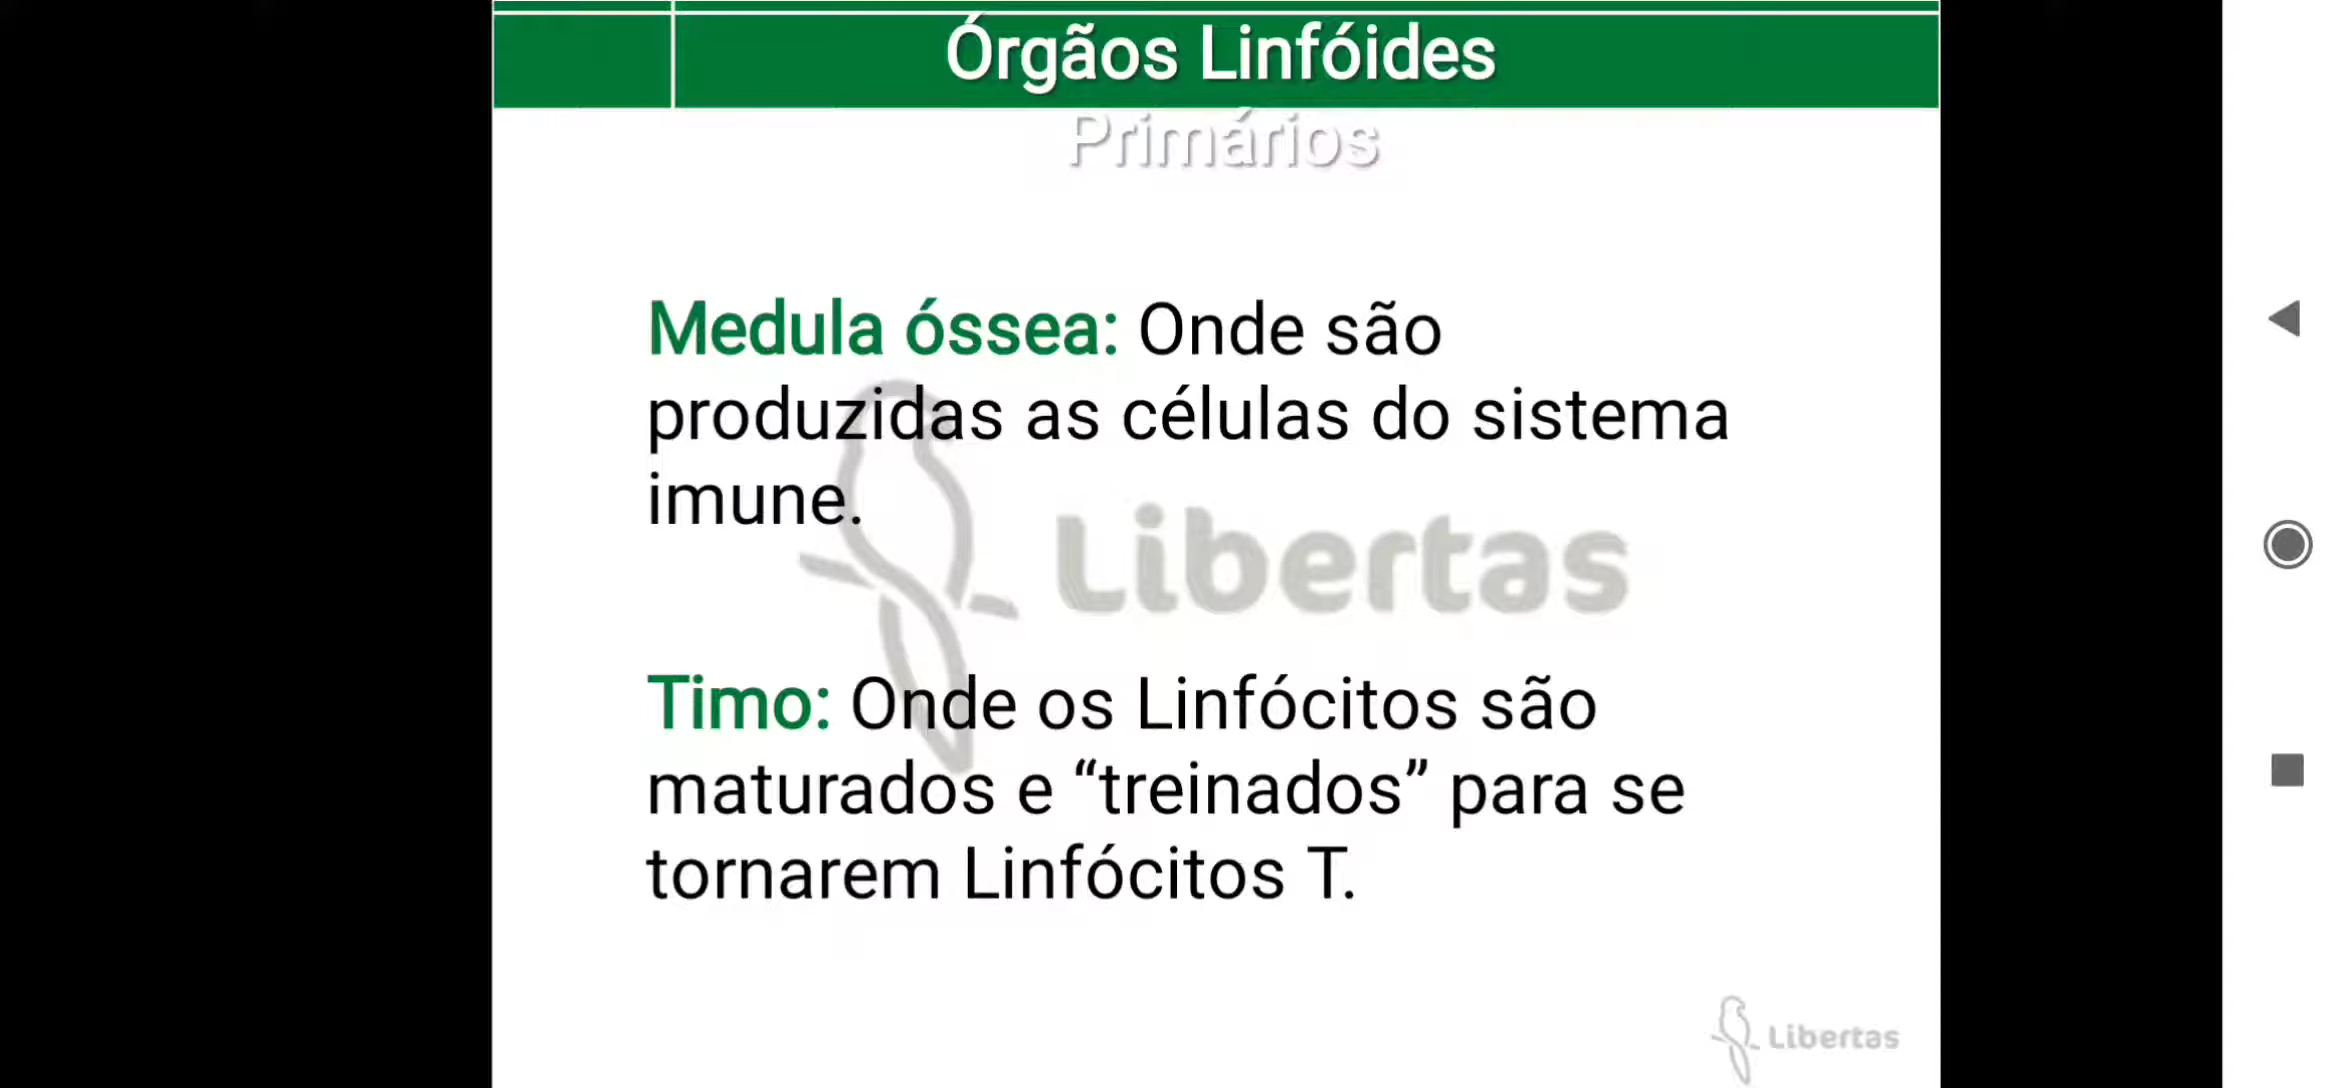 Órgãos Linfóides
Primários
Medula óssea: Onde são
produzidas as células do sistema
imune.
Libertas
Timo: Onde os Linfócitos são
maturados e “treinados” para se
tornarem Linfócitos T.
Libertas